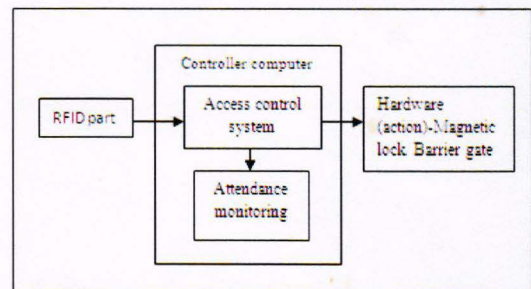 Controller computer
RFID part
Access control
system
Attendance
monitoring
Hardware
(action)-Magnetic
lock Barrier gate